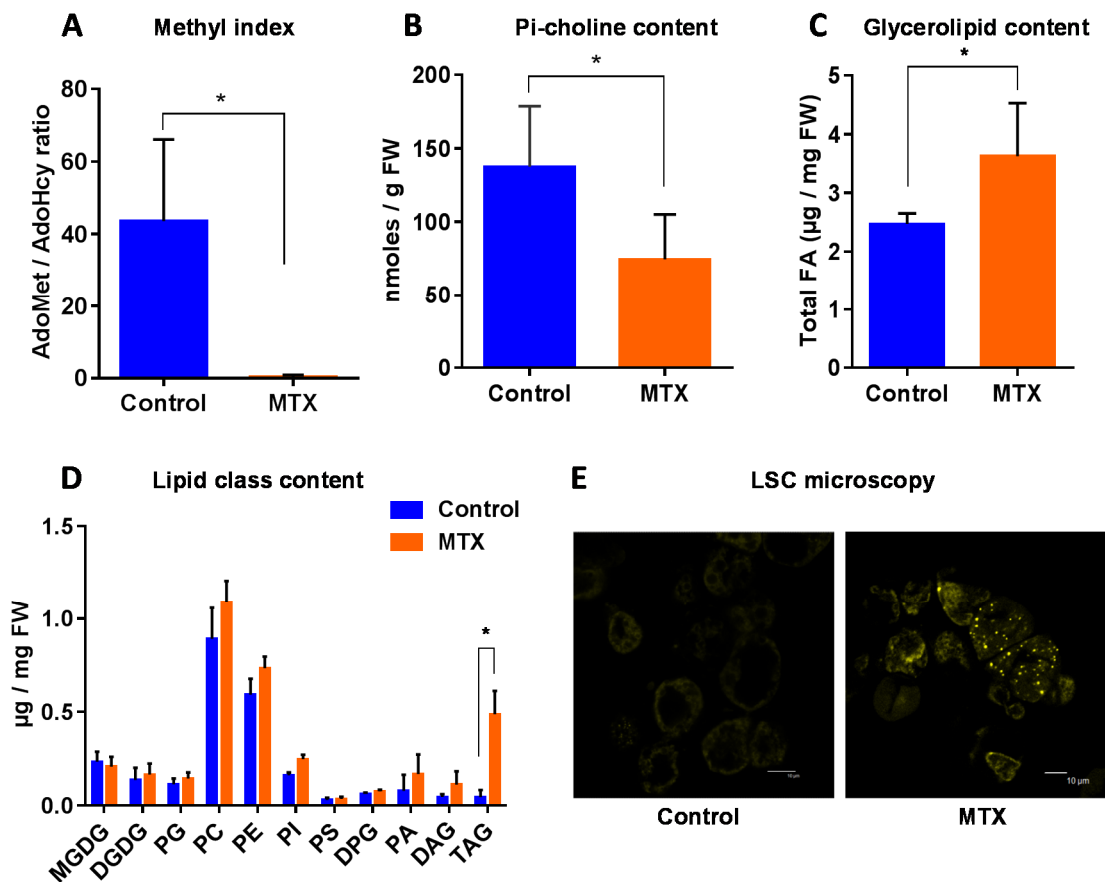 A Methyl index
AdoMet / AdoHcy ratio
80
60
40
20
0
*
Control MTX
B Pi-choline content
nmoles / g FW
200
150
100
50
0
*
Control MTX
C Glycerolipid content
Total FA (µg / mg FW)
5
4
3
2
1
0
*
Control MTX
D Lipid class content
Control
MTX
µg / mg FW
1.5
1.0
0.5
0.0
*
MGDG DGDG PG PC PE PI PS DPG PA DAG TAG
E LSC microscopy
10 µm
10 µm
Control MTX